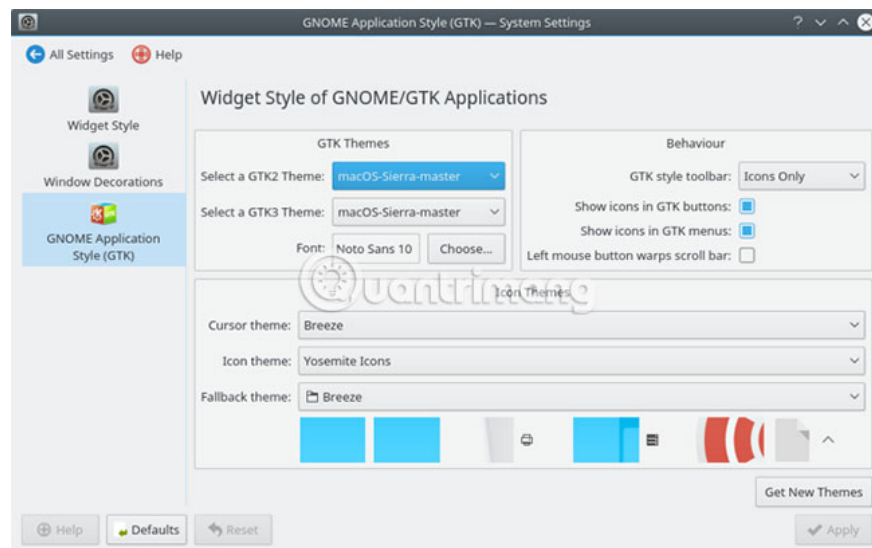 GNOME Application Style (GTK) — System Settings
All Settings Help
Widget Style
Window Decorations
GNOME Application
Style (GTK)
Widget Style of GNOME/GTK Applications
GTK Themes
Select a GTK2 Theme: macOS-Sierra-master
Select a GTK3 Theme: macOS-Sierra-master
Font: Noto Sans 10 Choose...
Behaviour
GTK style toolbar: Icons Only
Show icons in GTK buttons:
Show icons in GTK menus:
Left mouse button warps scroll bar:
Quantrimang
Icon Themes
Cursor theme: Breeze
Icon theme: Yosemite Icons
Fallback theme: Breeze
Get New Themes
Help Defaults Reset Apply